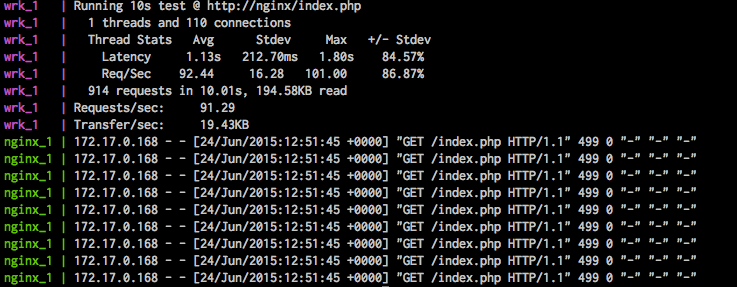 wrk_1   | Running 10s test @ http://nginx/index.php
wrk_1   |   1 threads and 110 connections
wrk_1   |   Thread Stats   Avg      Stdev     Max   +/- Stdev
wrk_1   |     Latency     1.13s   212.70ms   1.80s    84.57%
wrk_1   |     Req/Sec    92.44     16.28   101.00     86.87%
wrk_1   |   914 requests in 10.01s, 194.58KB read
wrk_1   | Requests/sec:     91.29
wrk_1   | Transfer/sec:     19.43KB
nginx_1 | 172.17.0.168 - - [24/Jun/2015:12:51:45 +0000] "GET /index.php HTTP/1.1" 499 0 "-" "-" "-"
nginx_1 | 172.17.0.168 - - [24/Jun/2015:12:51:45 +0000] "GET /index.php HTTP/1.1" 499 0 "-" "-" "-"
nginx_1 | 172.17.0.168 - - [24/Jun/2015:12:51:45 +0000] "GET /index.php HTTP/1.1" 499 0 "-" "-" "-"
nginx_1 | 172.17.0.168 - - [24/Jun/2015:12:51:45 +0000] "GET /index.php HTTP/1.1" 499 0 "-" "-" "-"
nginx_1 | 172.17.0.168 - - [24/Jun/2015:12:51:45 +0000] "GET /index.php HTTP/1.1" 499 0 "-" "-" "-"
nginx_1 | 172.17.0.168 - - [24/Jun/2015:12:51:45 +0000] "GET /index.php HTTP/1.1" 499 0 "-" "-" "-"
nginx_1 | 172.17.0.168 - - [24/Jun/2015:12:51:45 +0000] "GET /index.php HTTP/1.1" 499 0 "-" "-" "-"
nginx_1 | 172.17.0.168 - - [24/Jun/2015:12:51:45 +0000] "GET /index.php HTTP/1.1" 499 0 "-" "-" "-"
nginx_1 | 172.17.0.168 - - [24/Jun/2015:12:51:45 +0000] "GET /index.php HTTP/1.1" 499 0 "-" "-" "-"